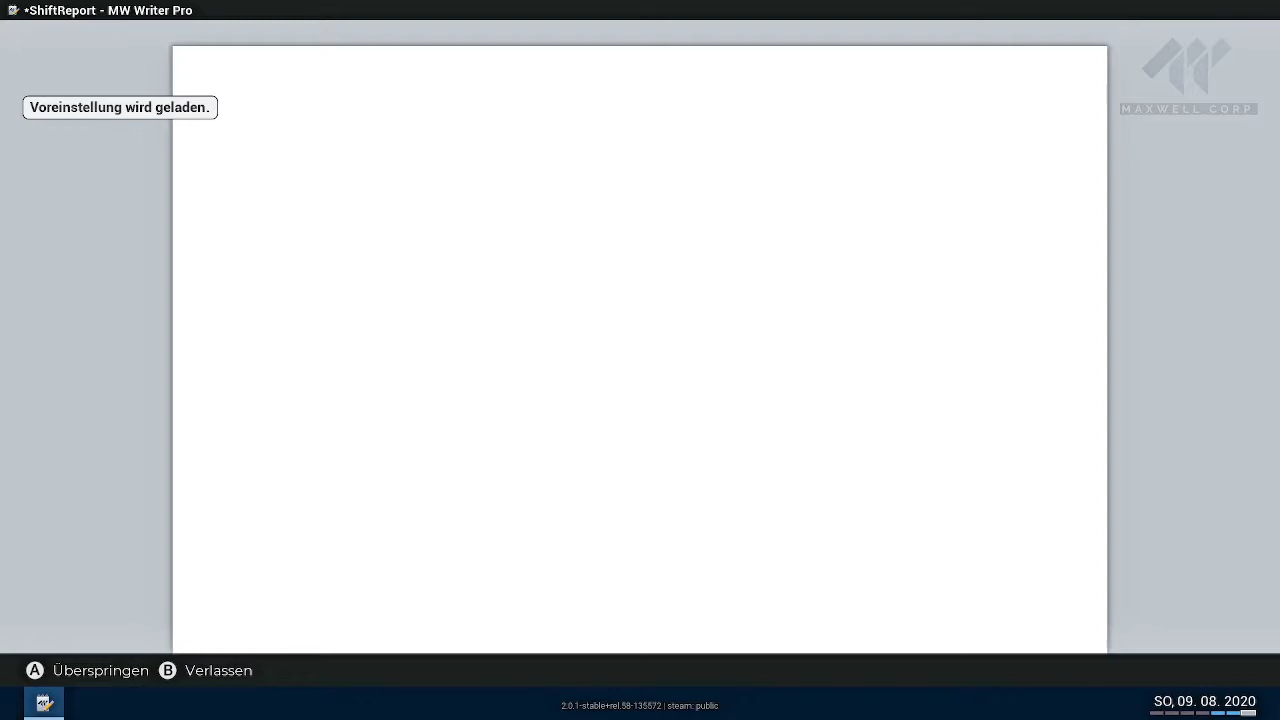 *ShiftReport - MW Writer Pro
MAXWELL CORP
Voreinstellung wird geladen.
A Überspringen B Verlassen
2.0.1-stable+rel.58-135572 | steam: public
SO, 09. 08. 2020